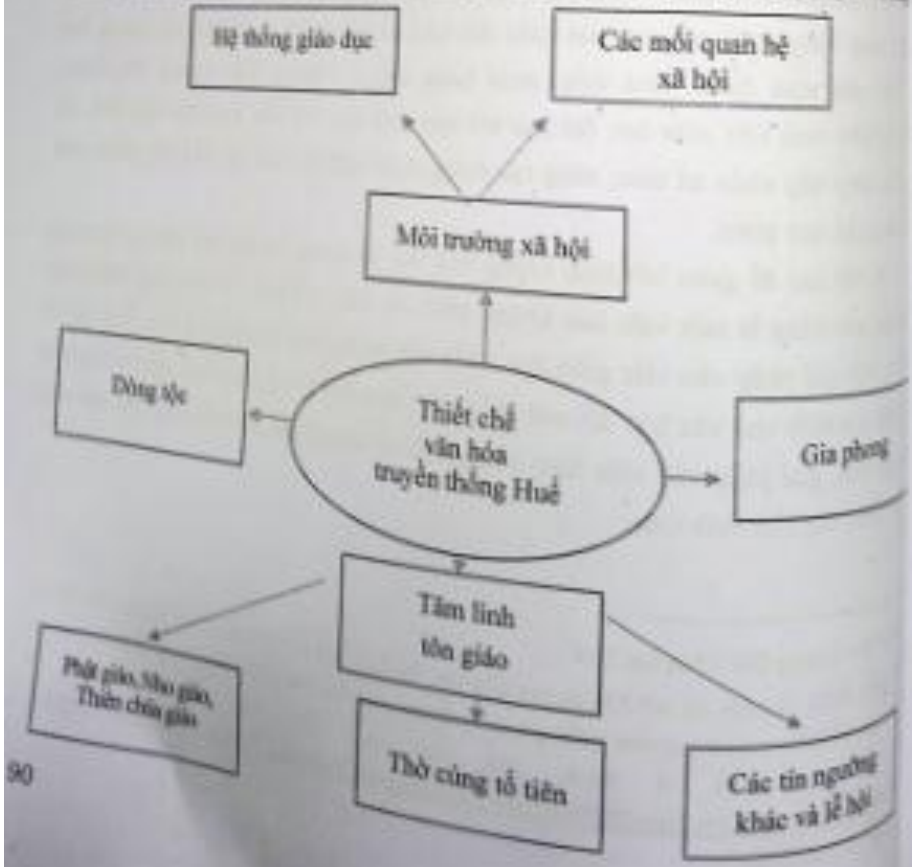 Hệ thống giáo dục
Các mối quan hệ
xã hội
Môi trường xã hội
Dòng tộc
Thiết chế
văn hóa
truyền thống Huế
Gia phong
Tâm linh
tôn giáo
Phật giáo, Nho giáo,
Thiên chúa giáo
Thờ cúng tổ tiên
Các tín ngưỡng
khác và lễ hội
90